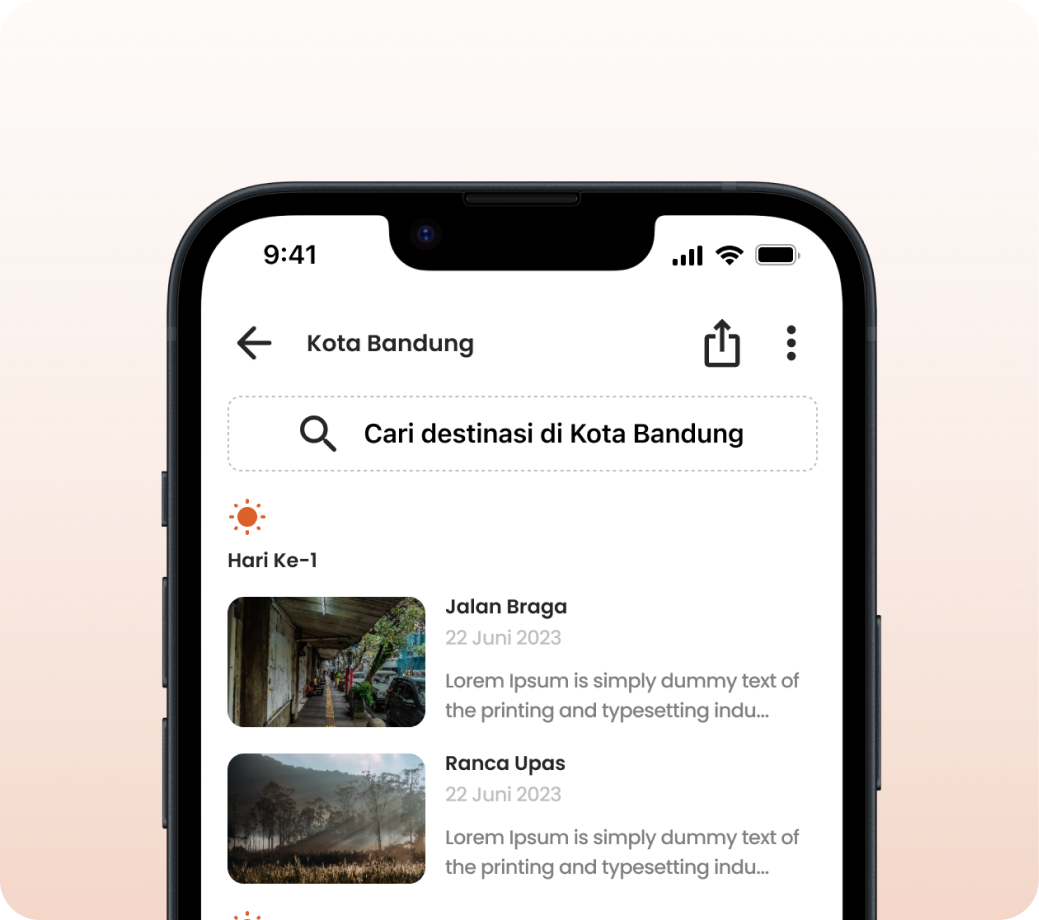 9:41
Kota Bandung
Cari destinasi di Kota Bandung
Hari Ke-1
Jalan Braga
22 Juni 2023
Lorem Ipsum is simply dummy text of
the printing and typesetting indu...
Ranca Upas
22 Juni 2023
Lorem Ipsum is simply dummy text of
the printing and typesetting indu...